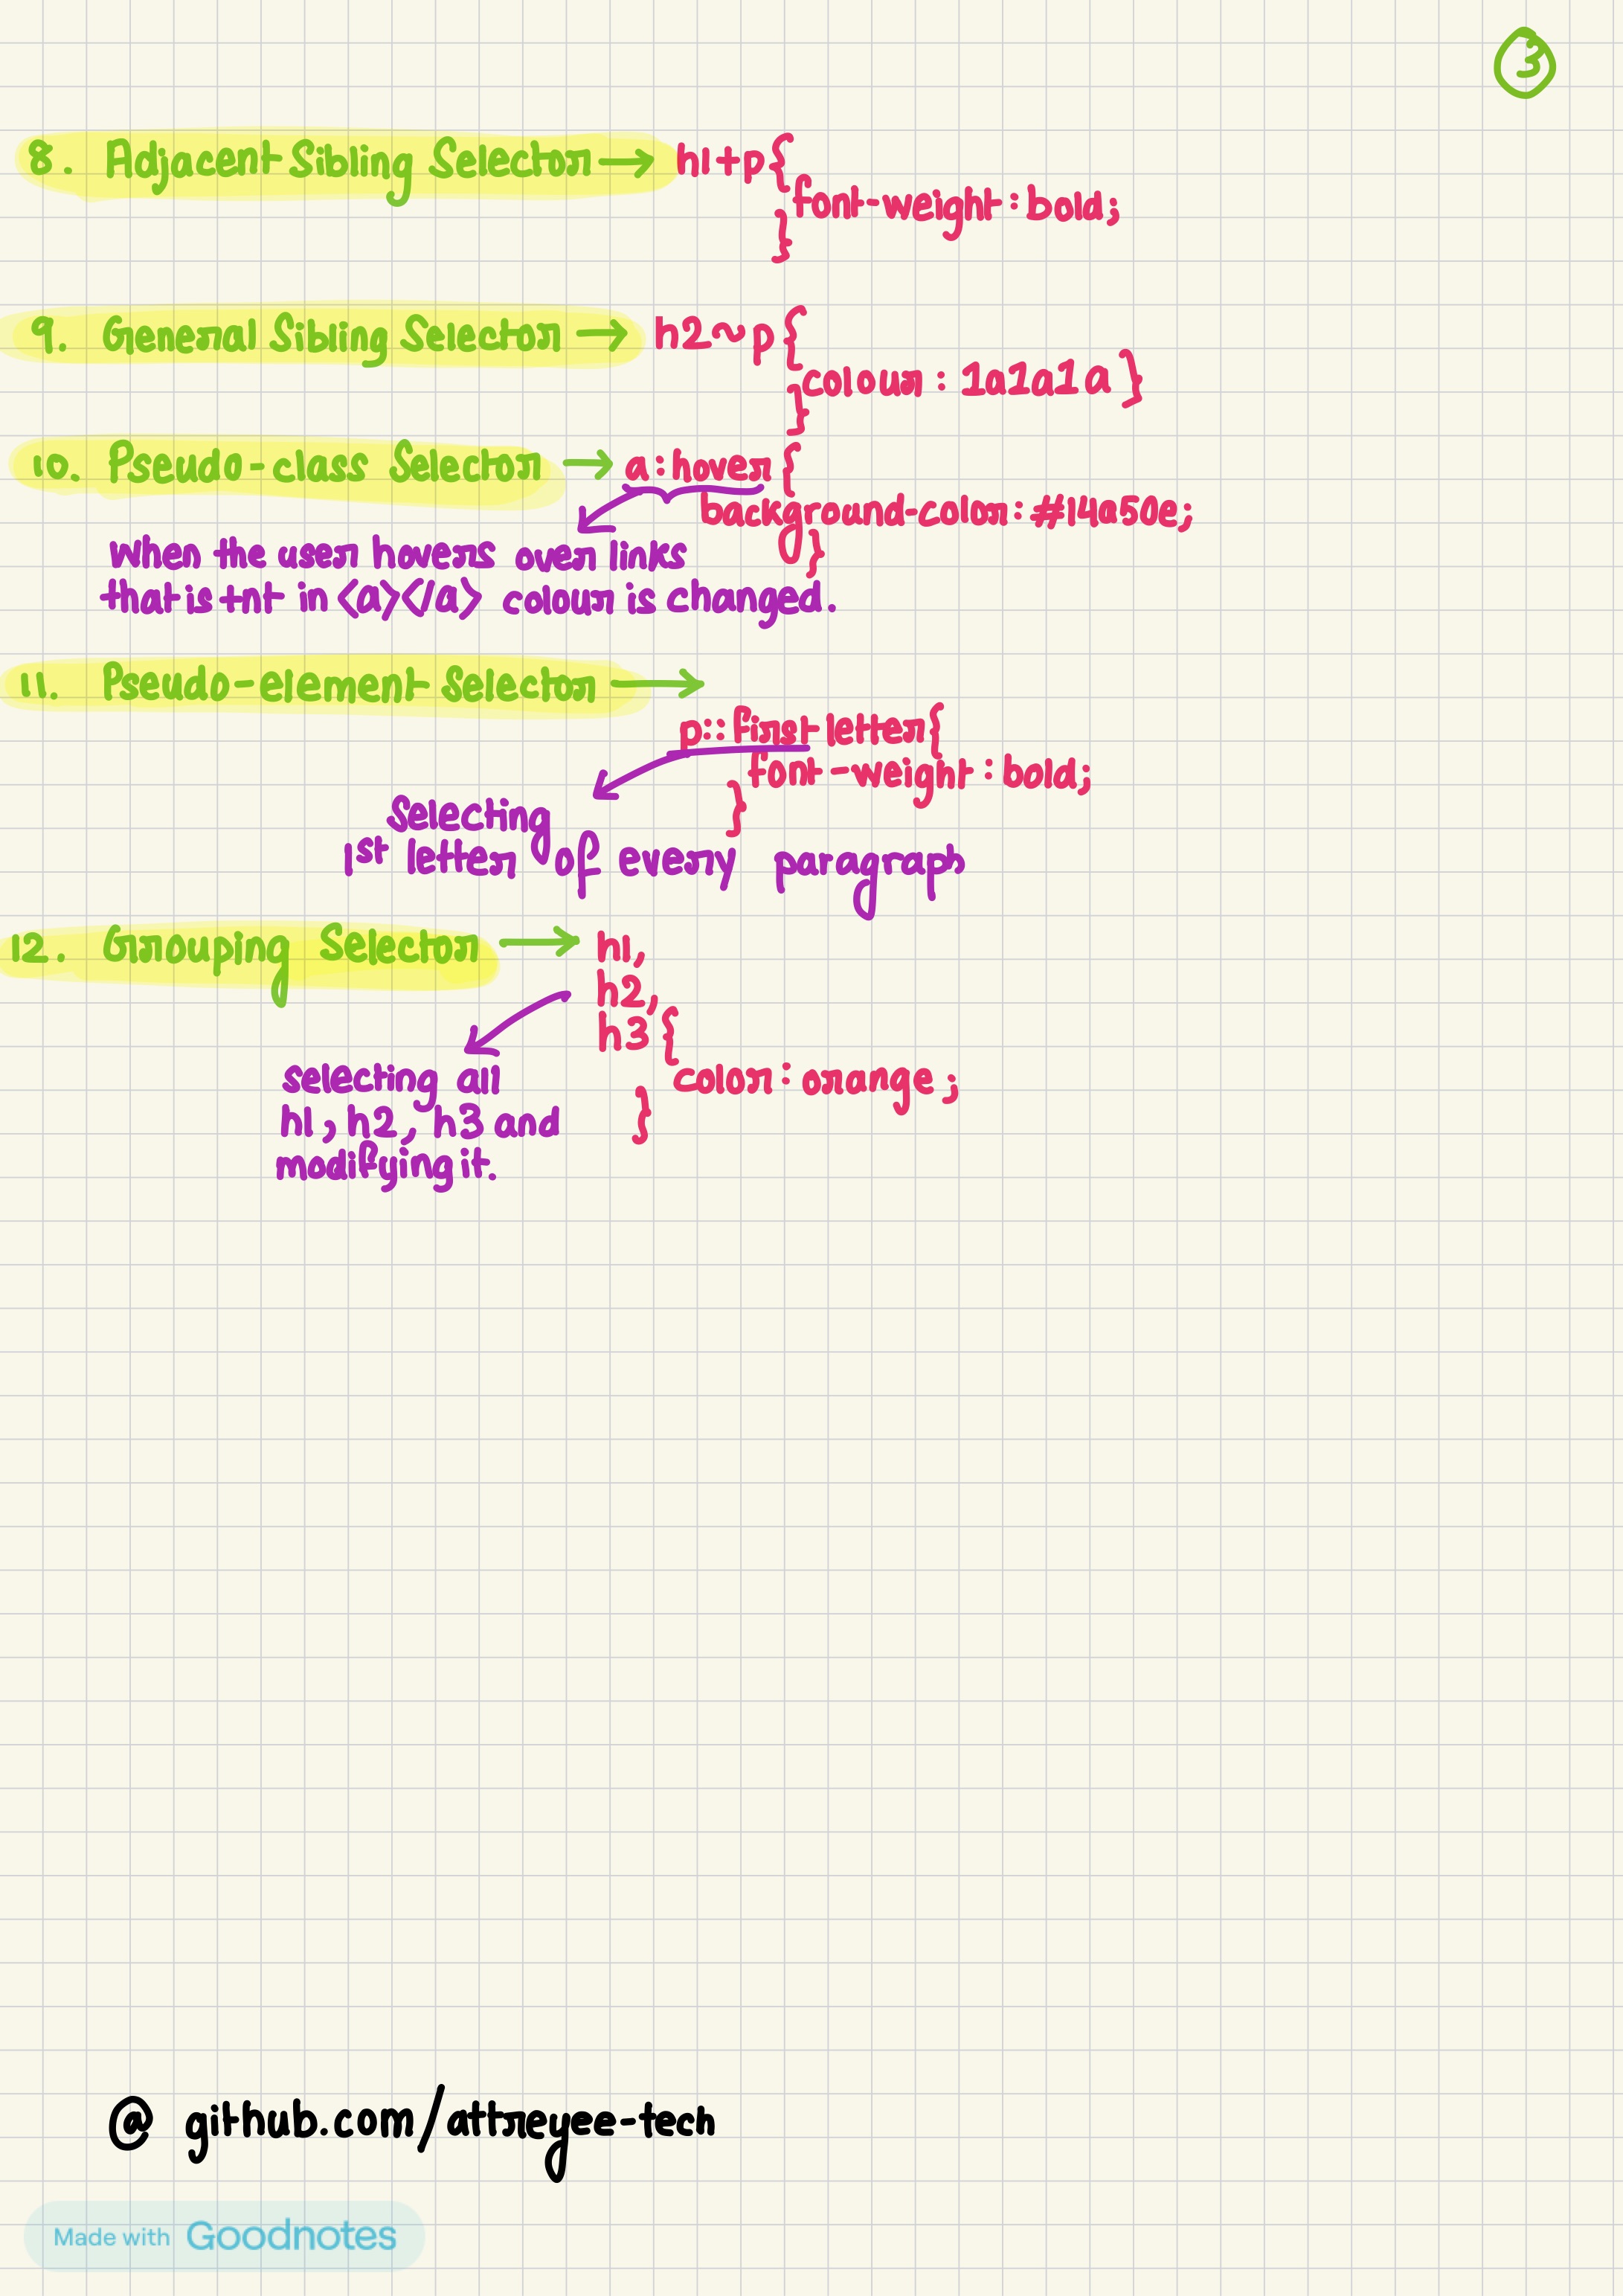 3
8. Adjacent Sibling Selector → h1+p{
font-weight: bold;
}
9. General Sibling Selector → h2~p{
colour: 1a1a1a}
}
10. Pseudo-class Selector → a:hover {
background-color: #14a50e;
}
When the user hovers over links
that is tnt in <a></a> colour is changed.
11. Pseudo-element Selector →
p::first letter{
font-weight: bold;
}
Selecting
1st letter of every paragraph
12. Grouping Selector → h1,
h2,
h3 {
color: orange;
}
selecting all
h1, h2, h3 and
modifying it.
@ github.com/attreyee-tech
Made with Goodnotes